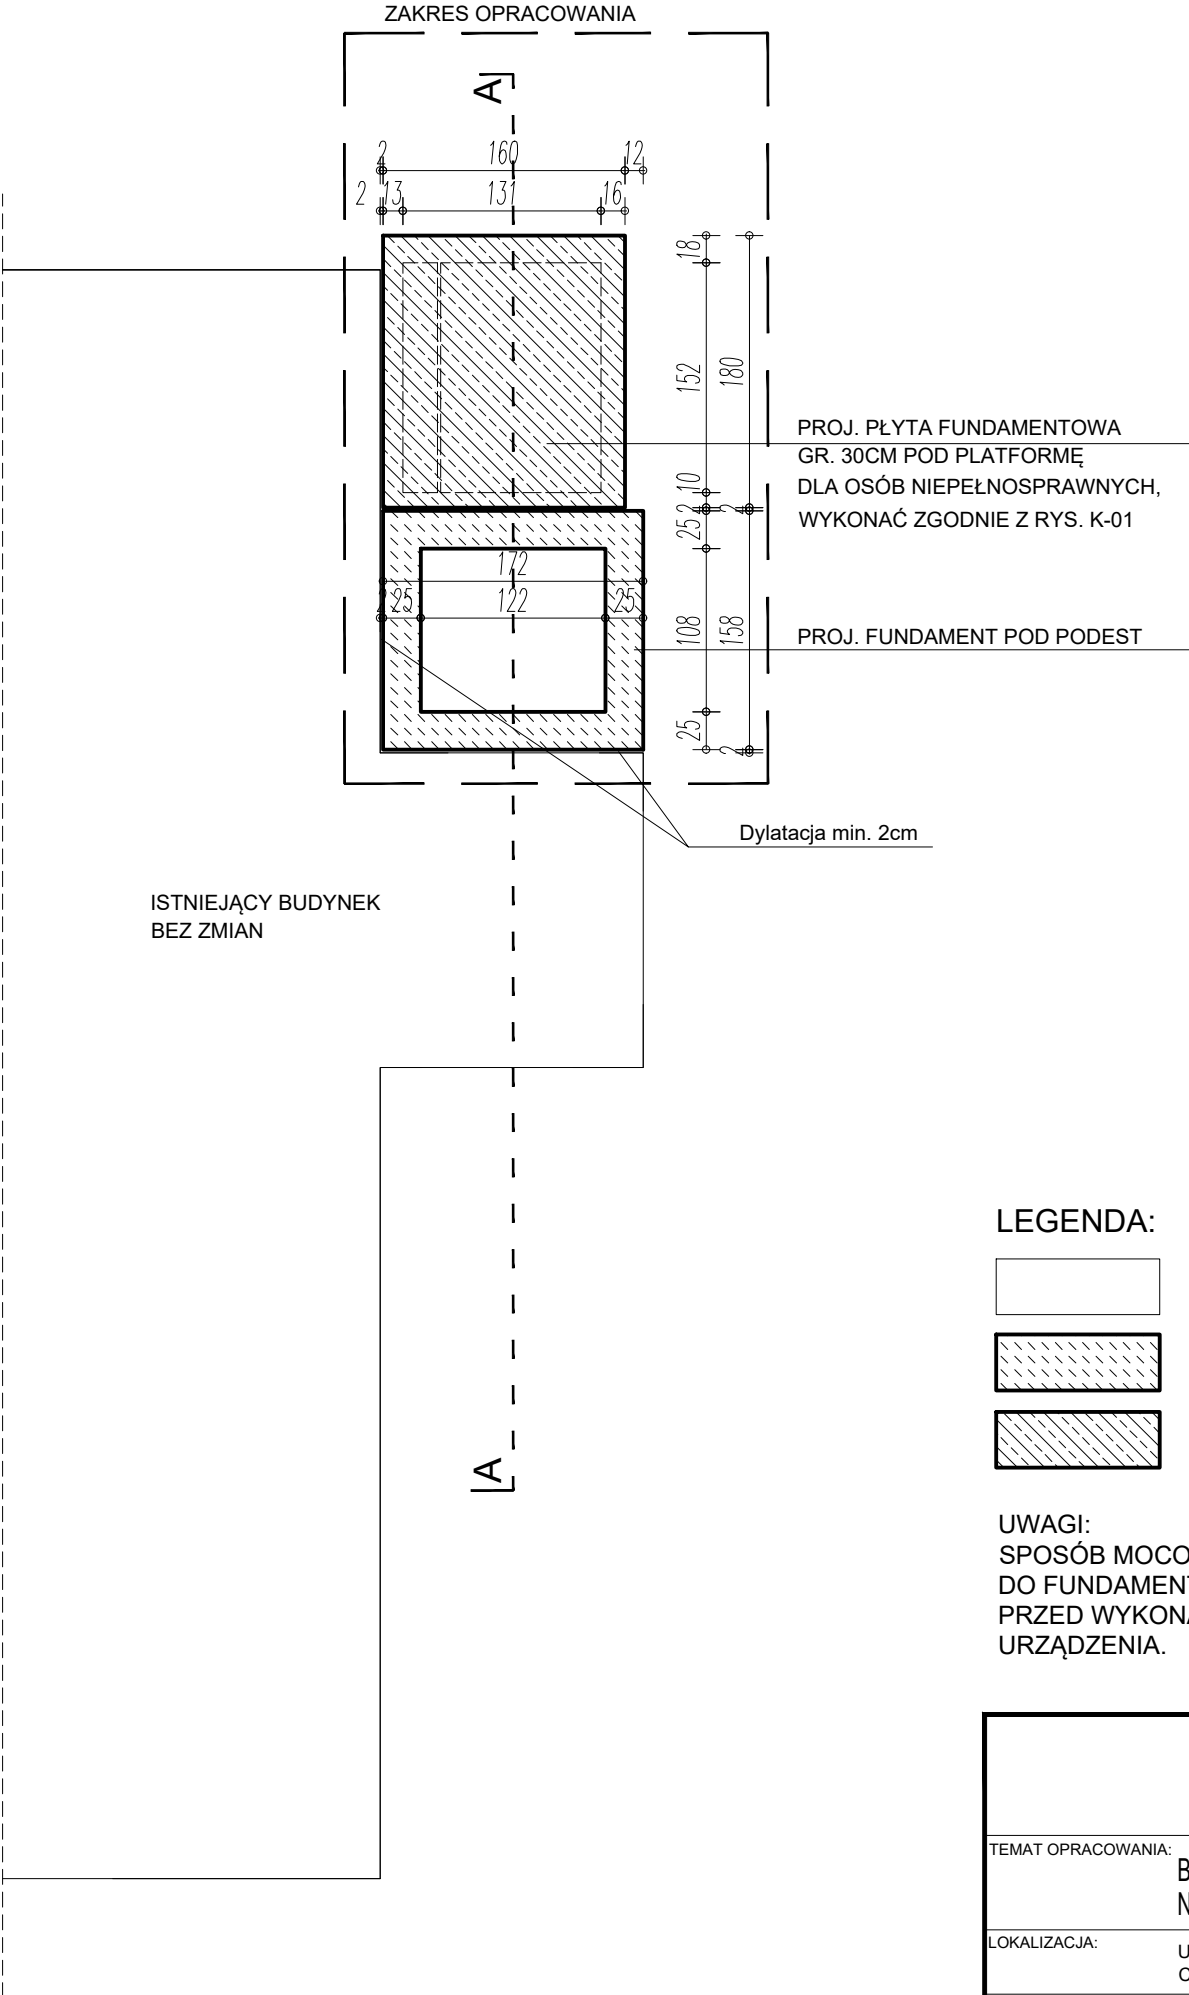 ZAKRES OPRACOWANIA
A
2 160 12
2 13 131 16
18
152 180
10
2 2
25
172
2 25 122 25
108 158
25
2
PROJ. PŁYTA FUNDAMENTOWA
GR. 30CM POD PLATFORMĘ
DLA OSÓB NIEPEŁNOSPRAWNYCH,
WYKONAĆ ZGODNIE Z RYS. K-01
PROJ. FUNDAMENT POD PODEST
Dylatacja min. 2cm
ISTNIEJĄCY BUDYNEK
BEZ ZMIAN
A
LEGENDA:
UWAGI:
SPOSÓB MOCO
DO FUNDAMEN
PRZED WYKON
URZĄDZENIA.
TEMAT OPRACOWANIA:
B
N
LOKALIZACJA:
U